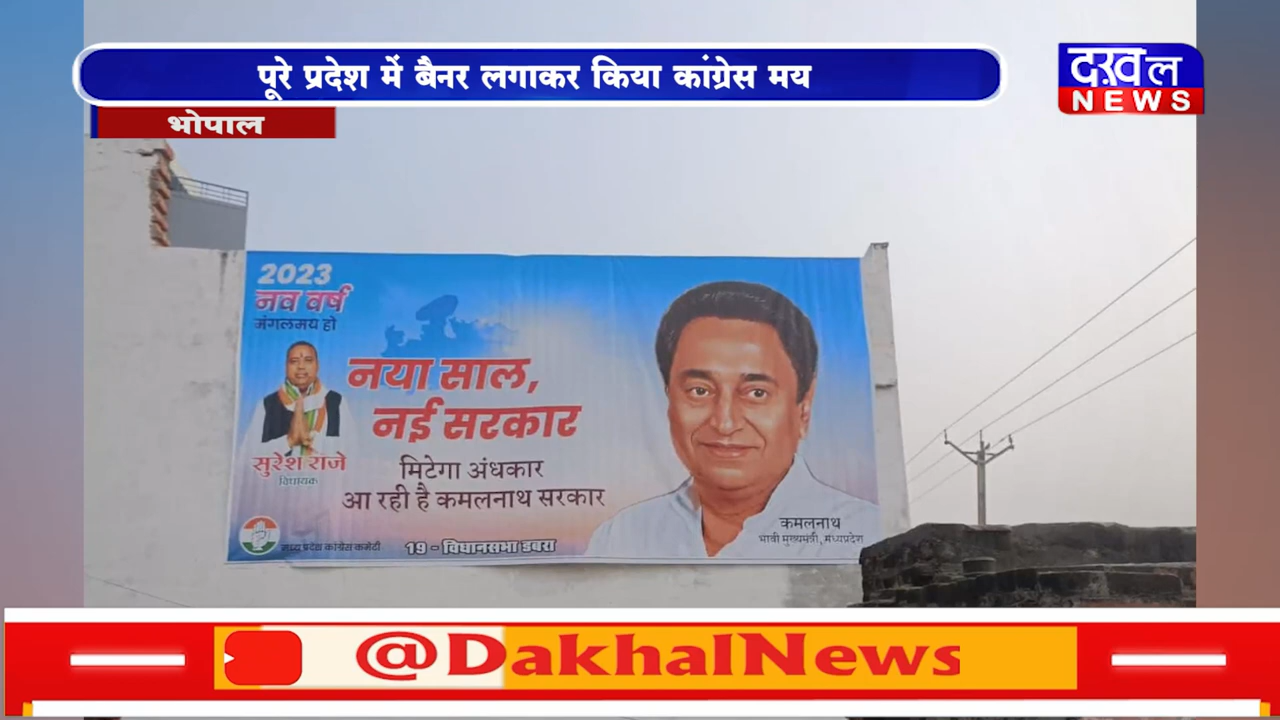 पूरे प्रदेश में बैनर लगाकर किया कांग्रेस मय
दख़ल
NEWS
भोपाल
2023
नव वर्ष
मंगलमय हो
नया साल,
नई सरकार
सुरेश राजे
विधायक
मिटेगा अंधकार
आ रही है कमलनाथ सरकार
कमलनाथ
भावी मुख्यमंत्री, मध्यप्रदेश
मध्य प्रदेश कांग्रेस कमेटी
19 - विधानसभा डबरा
@DakhalNews